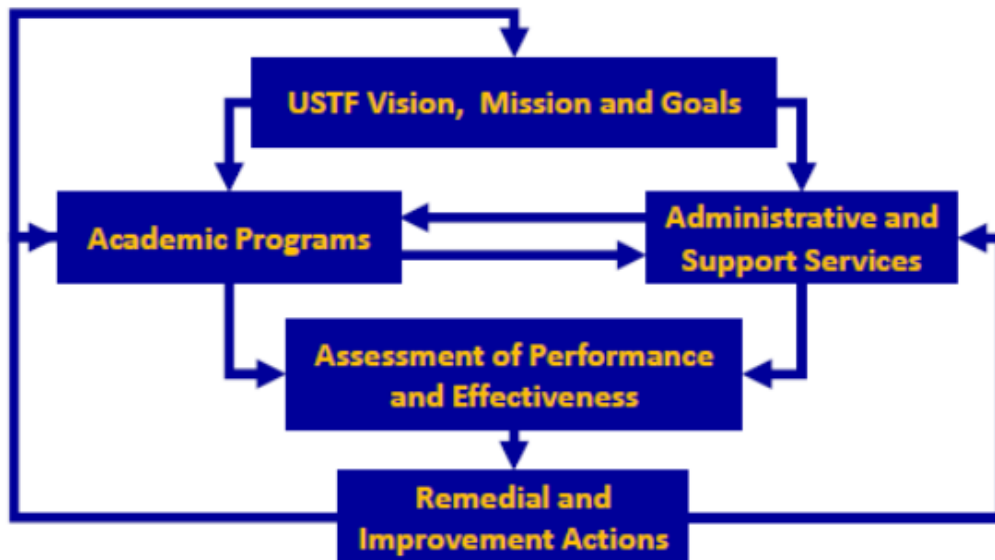 USTF Vision, Mission and Goals
Academic Programs
Administrative and
Support Services
Assessment of Performance
and Effectiveness
Remedial and
Improvement Actions